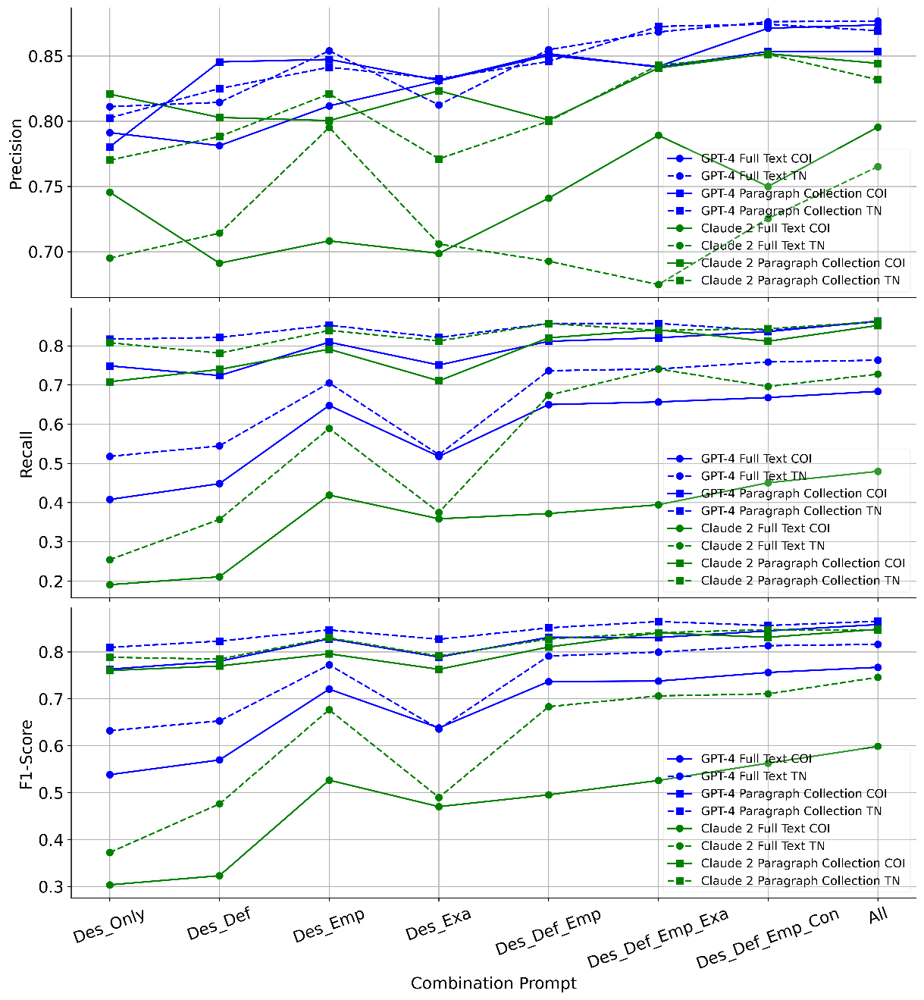 Precision
0.85
0.80
0.75
0.70
GPT-4 Full Text COI
GPT-4 Full Text TN
GPT-4 Paragraph Collection COI
GPT-4 Paragraph Collection TN
Claude 2 Full Text COI
Claude 2 Full Text TN
Claude 2 Paragraph Collection COI
Claude 2 Paragraph Collection TN
Recall
0.8
0.7
0.6
0.5
0.4
0.3
0.2
GPT-4 Full Text COI
GPT-4 Full Text TN
GPT-4 Paragraph Collection COI
GPT-4 Paragraph Collection TN
Claude 2 Full Text COI
Claude 2 Full Text TN
Claude 2 Paragraph Collection COI
Claude 2 Paragraph Collection TN
F1-Score
0.8
0.7
0.6
0.5
0.4
0.3
GPT-4 Full Text COI
GPT-4 Full Text TN
GPT-4 Paragraph Collection COI
GPT-4 Paragraph Collection TN
Claude 2 Full Text COI
Claude 2 Full Text TN
Claude 2 Paragraph Collection COI
Claude 2 Paragraph Collection TN
Des_Only
Des_Def
Des_Emp
Des_Exa
Des_Def_Emp
Des_Def_Emp_Exa
Des_Def_Emp_Con
All
Combination Prompt